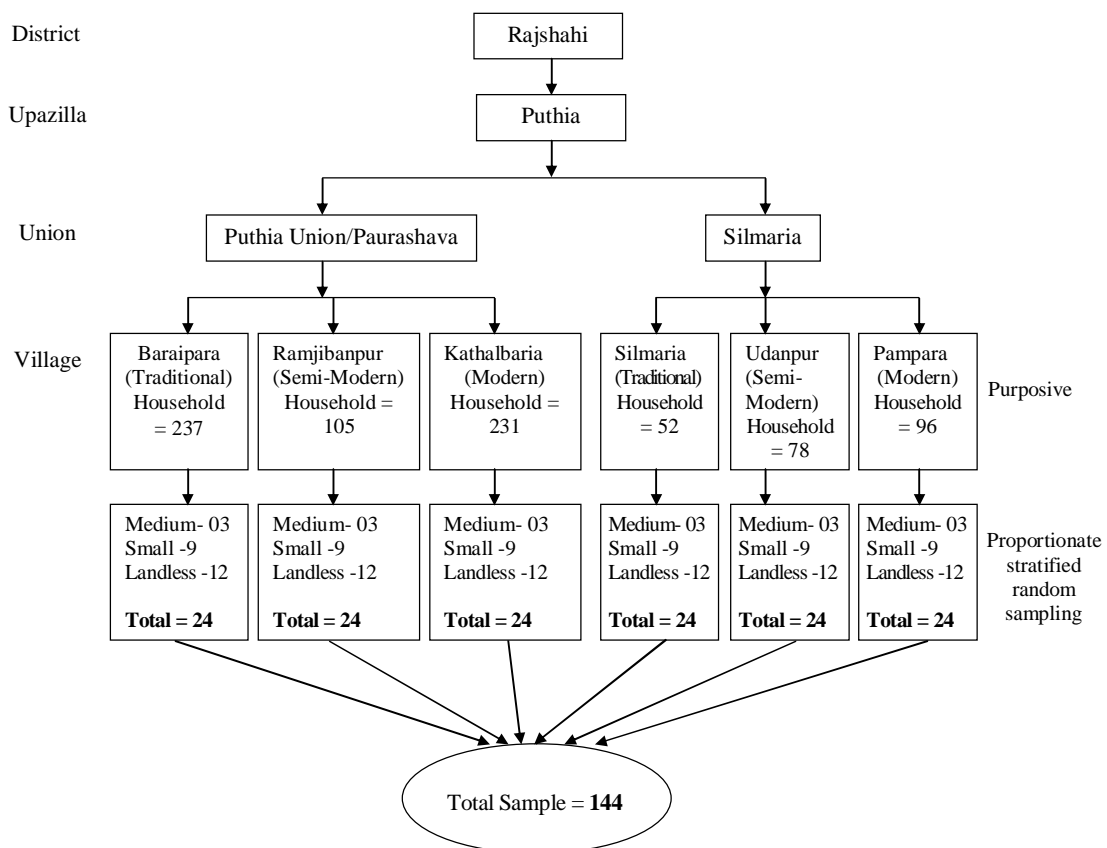 District
Rajshahi
Upazilla
Puthia
Union
Puthia Union/Paurashava
Silmaria
Village
Baraipara
(Traditional)
Household
= 237
Ramjibanpur
(Semi-Modern)
Household =
105
Kathalbaria
(Modern)
Household =
231
Silmaria
(Traditional)
Household
= 52
Udanpur
(Semi-
Modern)
Household
= 78
Pampara
(Modern)
Household
= 96
Purposive
Medium- 03
Small -9
Landless -12
Total = 24
Medium- 03
Small -9
Landless -12
Total = 24
Medium- 03
Small -9
Landless -12
Total = 24
Medium- 03
Small -9
Landless -12
Total = 24
Medium- 03
Small -9
Landless -12
Total = 24
Medium- 03
Small -9
Landless -12
Total = 24
Proportionate
stratified
random
sampling
Total Sample = 144